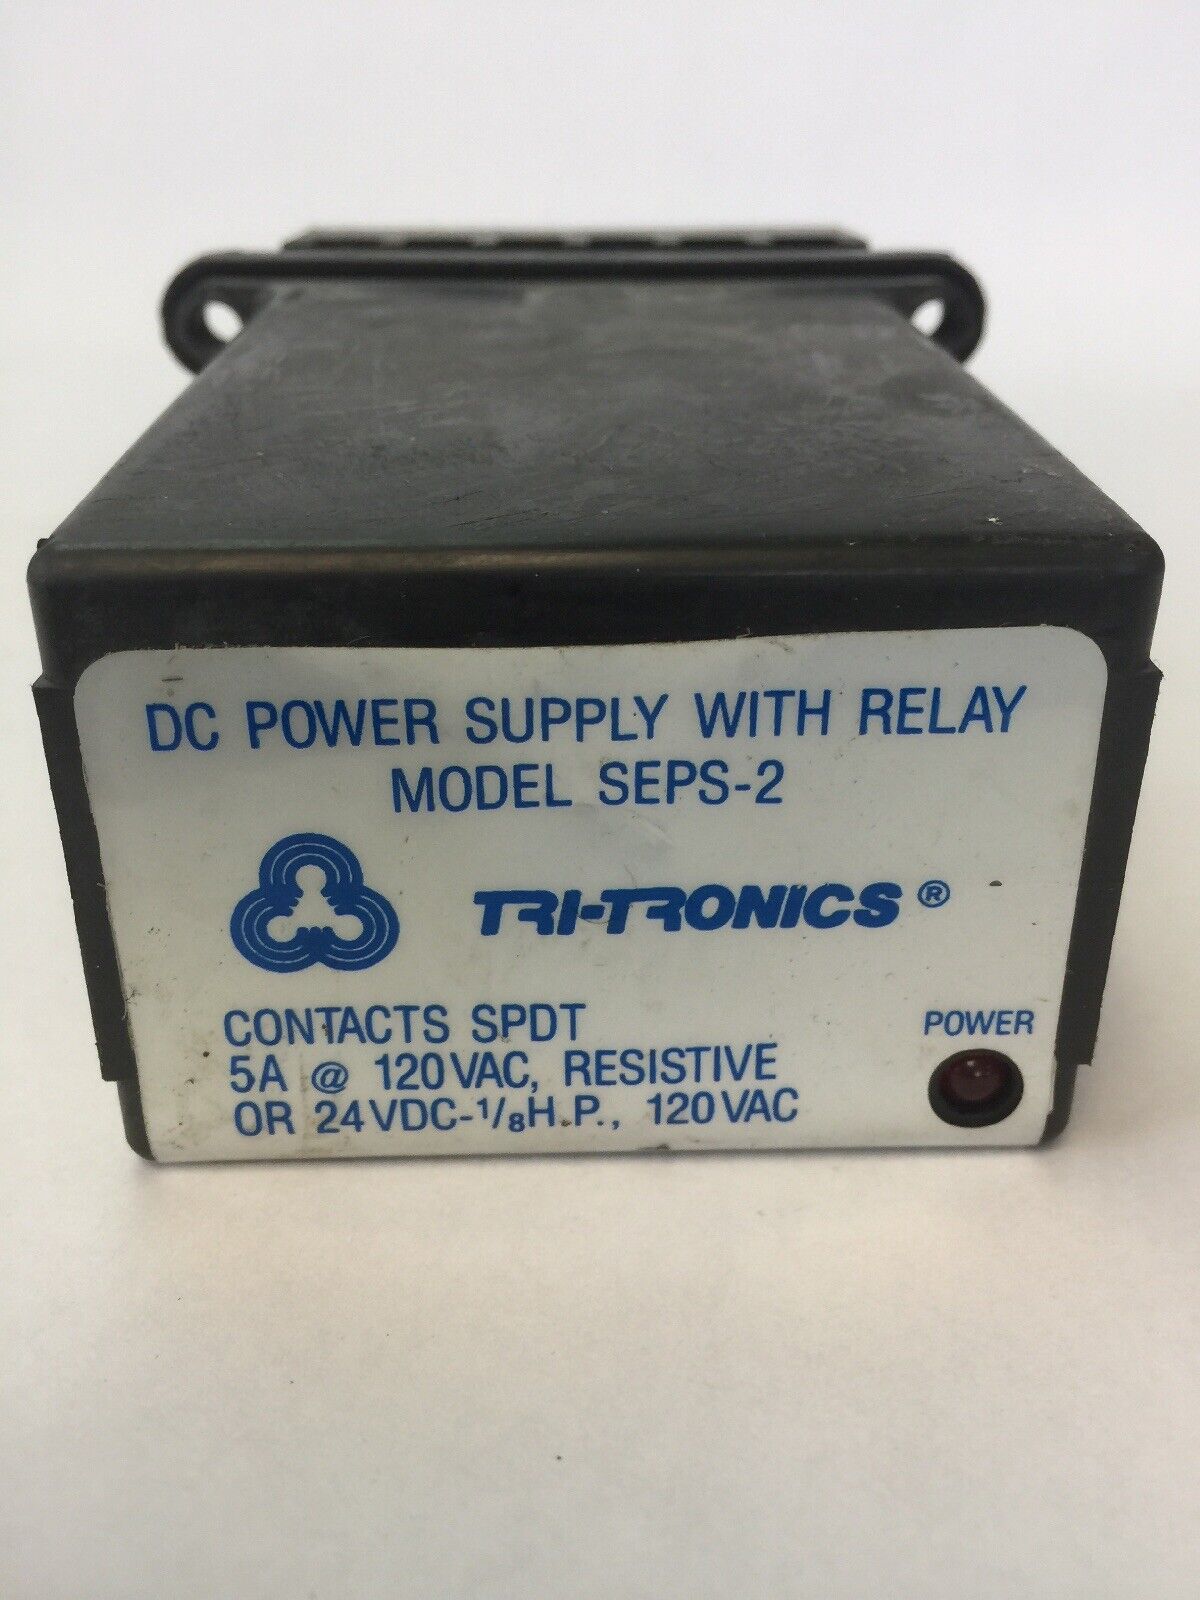 DC POWER SUPPLY WITH RELAY
MODEL SEPS-2
TRI-TRONICS®
CONTACTS SPDT
5A @ 120VAC, RESISTIVE
OR 24VDC-1/8H.P., 120VAC
POWER